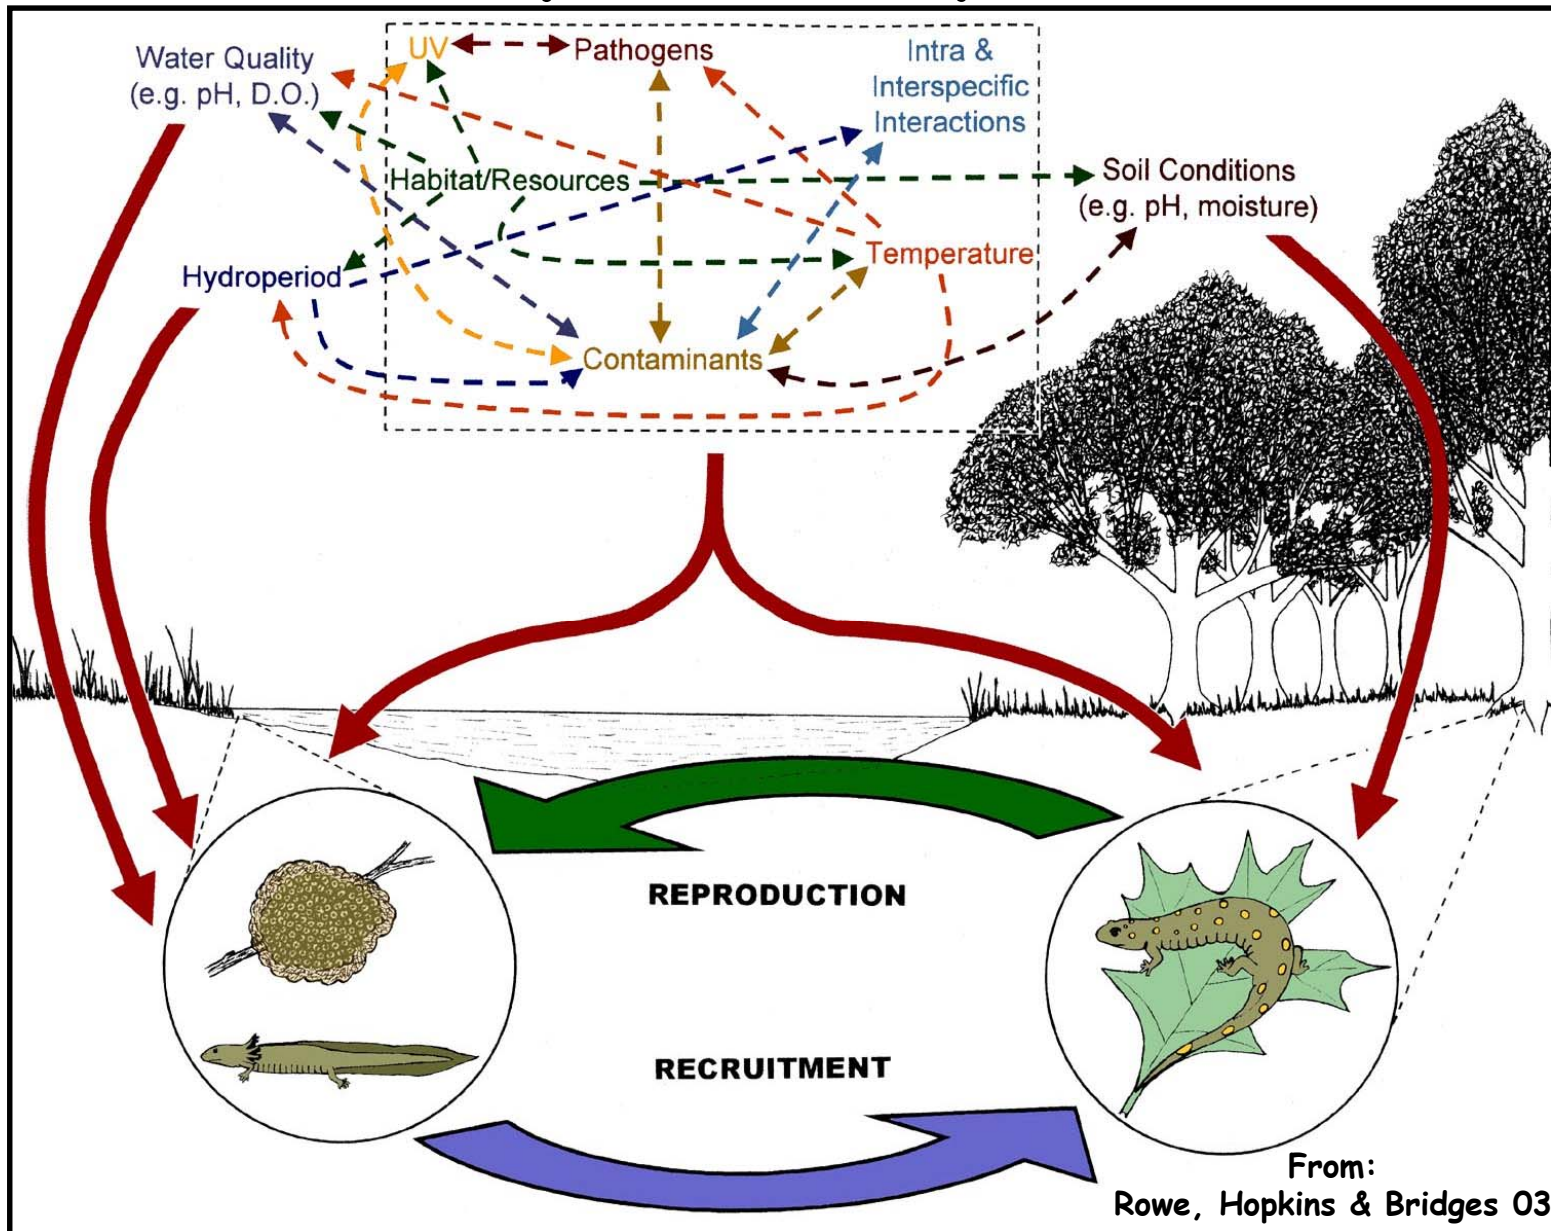 UV
Pathogens
Water Quality
(e.g. pH, D.O.)
Intra &
Interspecific
Interactions
Habitat/Resources
Soil Conditions
(e.g. pH, moisture)
Temperature
Hydroperiod
Contaminants
REPRODUCTION
RECRUITMENT
From:
Rowe, Hopkins & Bridges 03